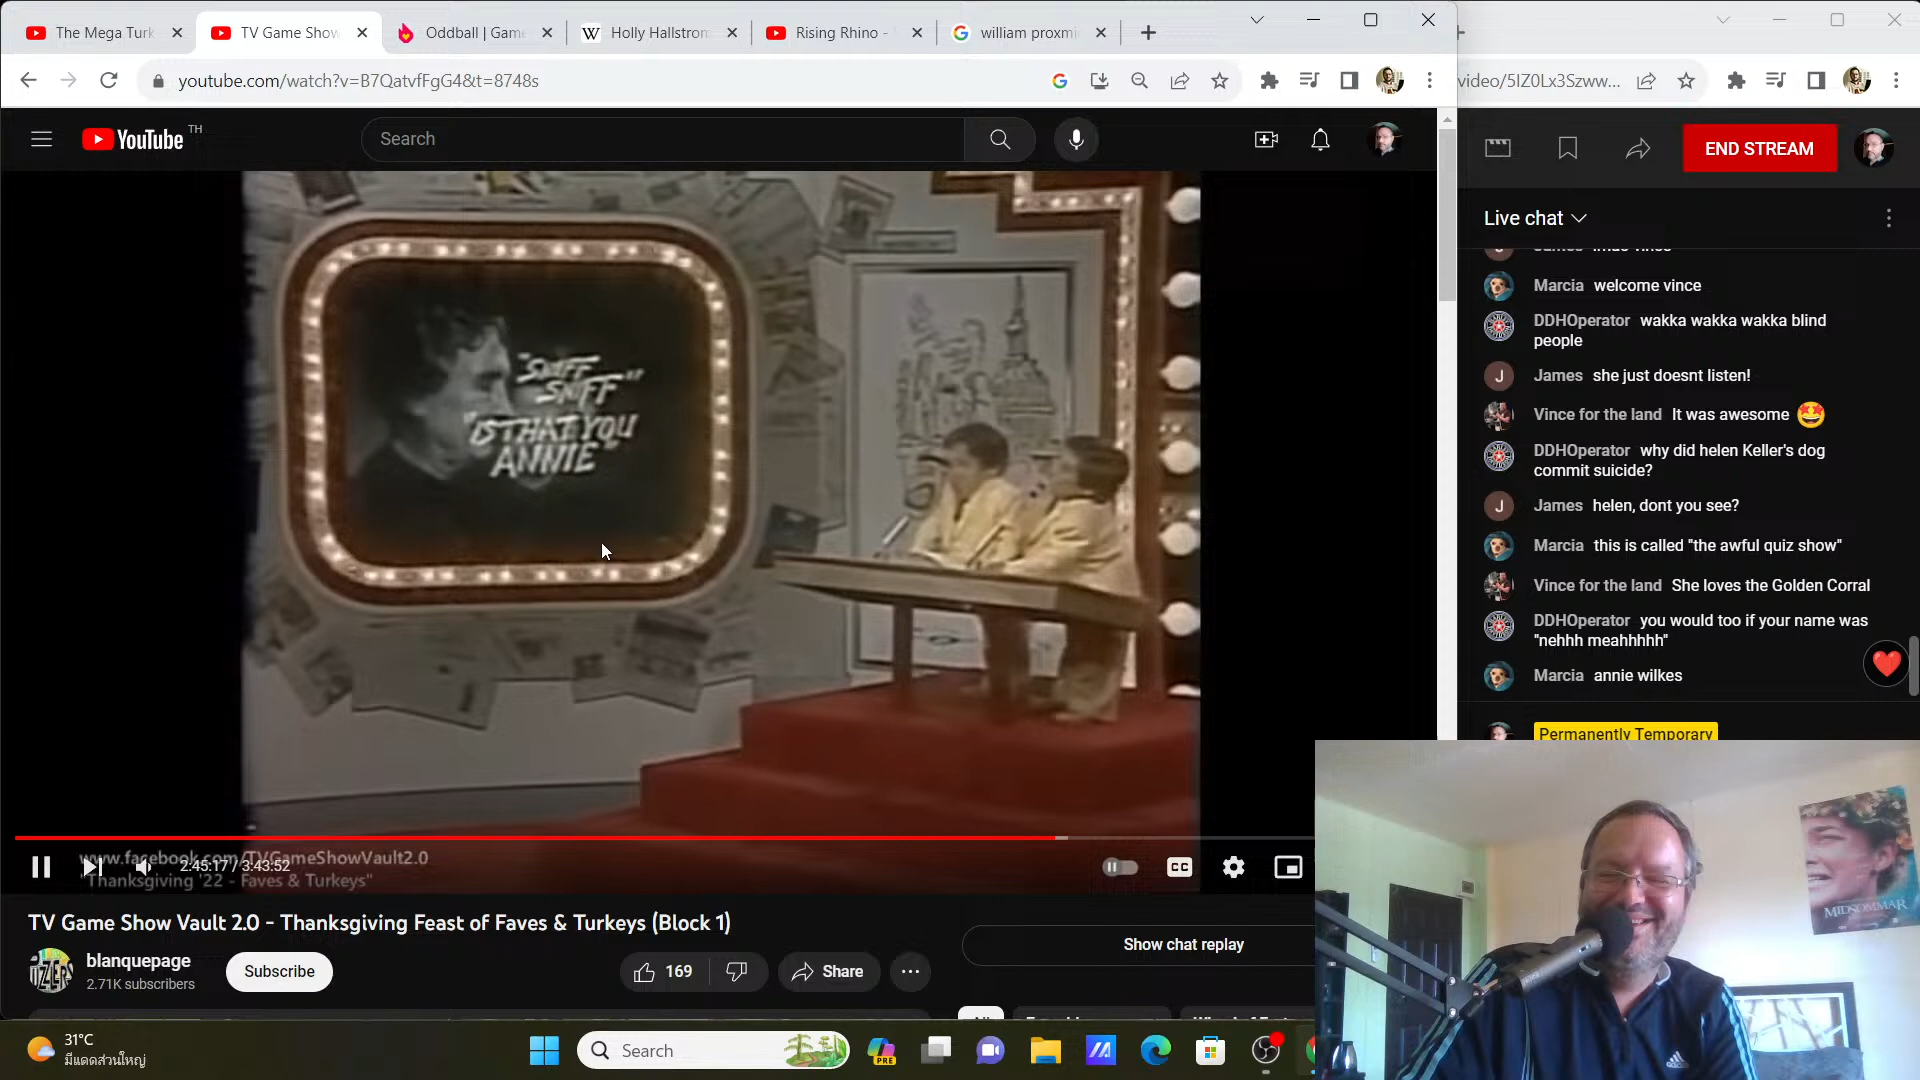 The Mega Turk
TV Game Show
Oddball | Game
Holly Hallstrom
Rising Rhino -
william proxmi
youtube.com/watch?v=B7QatvfFgG4&t=8748s
video/5IZ0Lx3Szww...
YouTube TH
Search
END STREAM
Live chat
Marcia welcome vince
DDHOperator wakka wakka wakka blind
people
James she just doesnt listen!
Vince for the land It was awesome 🤩
DDHOperator why did helen Keller's dog
commit suicide?
James helen, dont you see?
Marcia this is called "the awful quiz show"
Vince for the land She loves the Golden Corral
DDHOperator you would too if your name was
"nehhh meahhhhh"
Marcia annie wilkes
Permanently Temporary
"SNIFF
SNIFF"
"IS THAT YOU
ANNIE"
www.facebook.com/TVGameShowVault2.0
2:45:17 / 3:43:52
"Thanksgiving '22 - Faves & Turkeys"
CC
TV Game Show Vault 2.0 - Thanksgiving Feast of Faves & Turkeys (Block 1)
blanquepage
2.71K subscribers
Subscribe
169
Share
Show chat replay
MIDSOMMAR
31°C
มีแดดส่วนใหญ่
Search
PRE